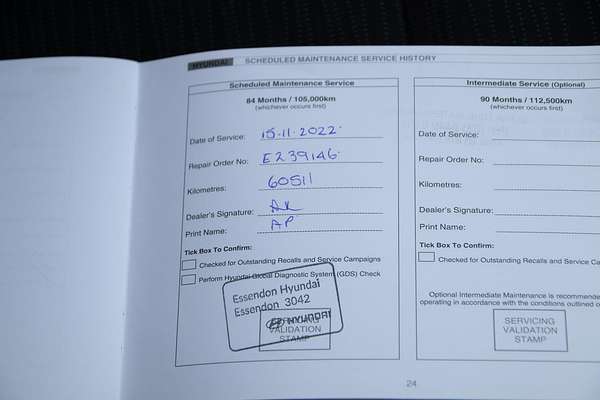 HYUNDAI SCHEDULED MAINTENANCE SERVICE HISTORY
Scheduled Maintenance Service
84 Months / 105,000km
(whichever occurs first)
Date of Service: 15.11.2022
Repair Order No: E239146
Kilometres: 60511
Dealer's Signature: AK
Print Name: AP
Tick Box To Confirm:
Checked for Outstanding Recalls and Service Campaigns
Perform Hyundai Global Diagnostic System (GDS) Check
Essendon Hyundai
Essendon 3042
HYUNDAI
SERVICING
VALIDATION
STAMP
Intermediate Service (Optional)
90 Months / 112,500km
(whichever occurs first)
Date of Service:
Repair Order No:
Kilometres:
Dealer's Signature:
Print Name:
Tick Box To Confirm:
Checked for Outstanding Recalls and Service Ca
Optional Intermediate Maintenance is recommende
operating in accordance with the conditions outlined o
SERVICING
VALIDATION
STAMP
24